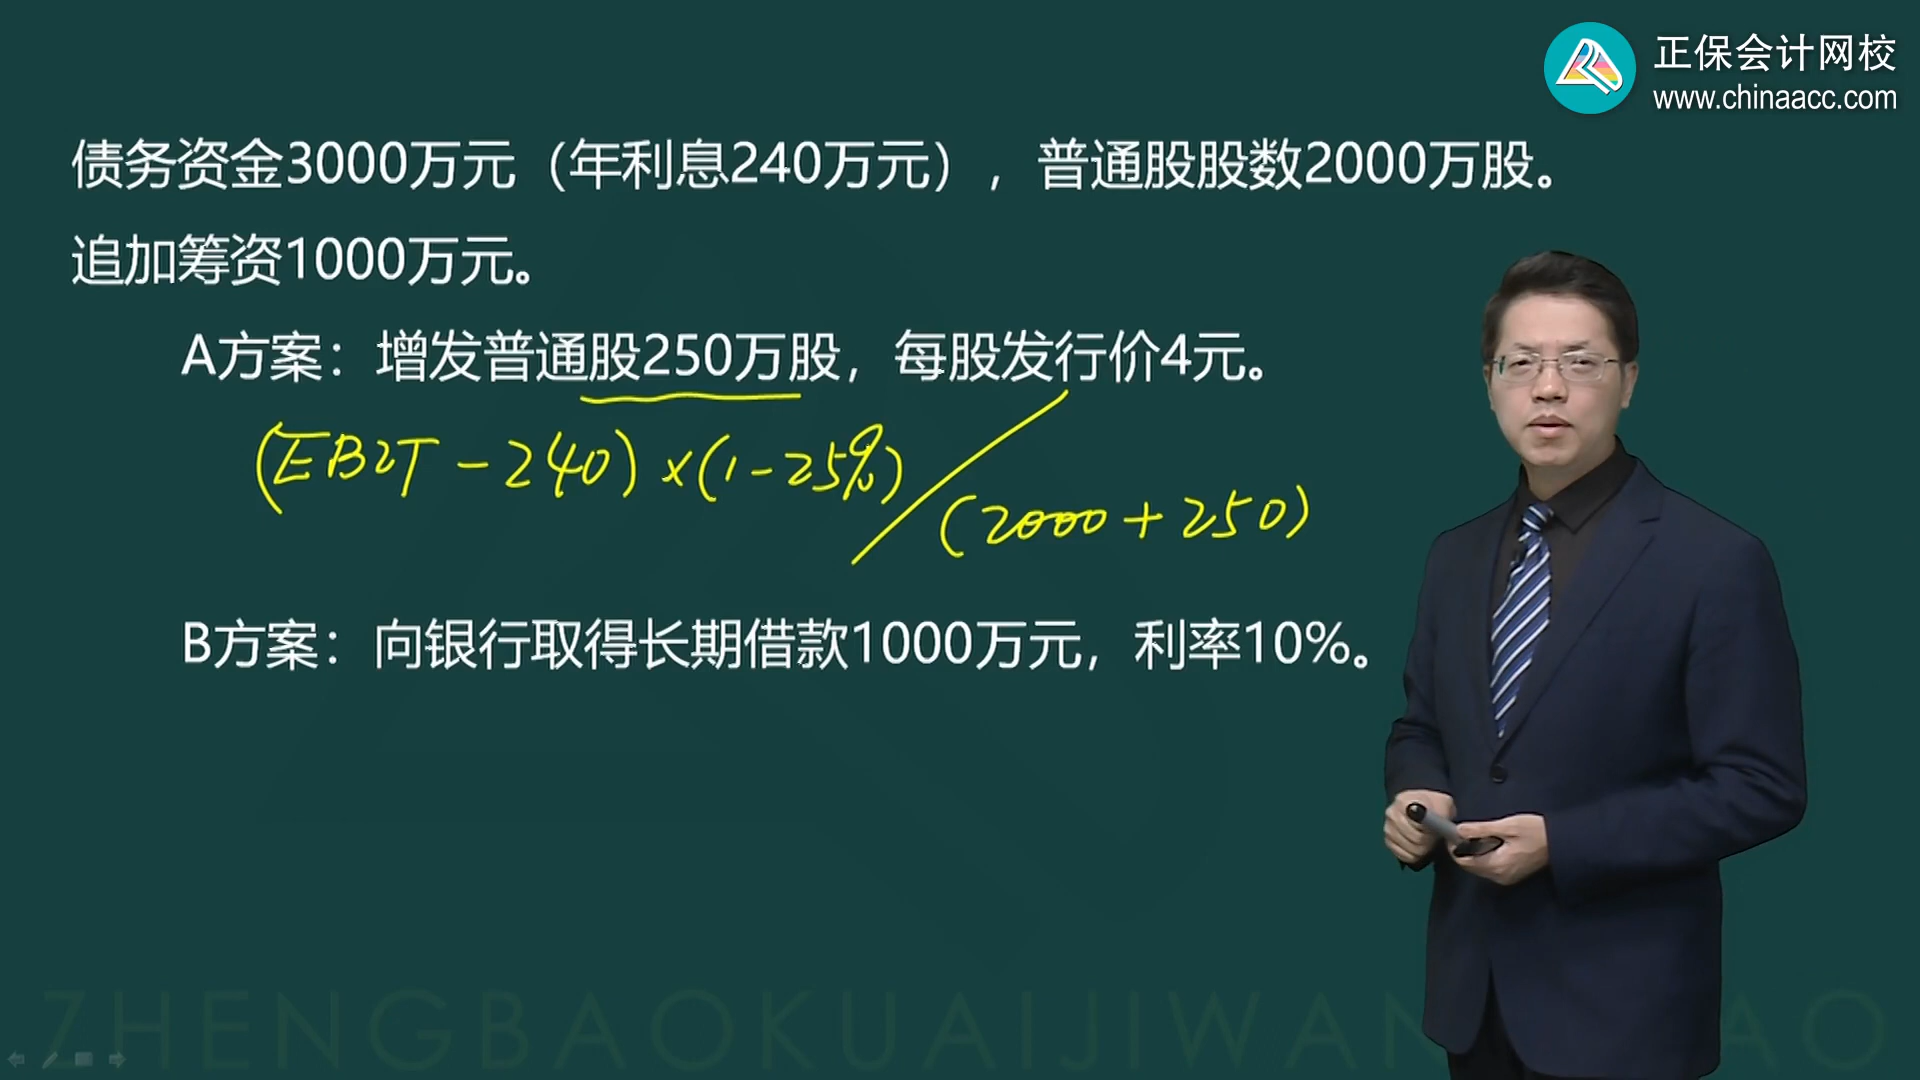 正保会计网校
www.chinaacc.com
债务资金3000万元（年利息240万元），普通股股数2000万股。
追加筹资1000万元。
A方案：增发普通股250万股，每股发行价4元。
(EBIT-240)×(1-25%)/(2000+250)
B方案：向银行取得长期借款1000万元，利率10%。
ZHENGBAOKUAIJIWAN AO